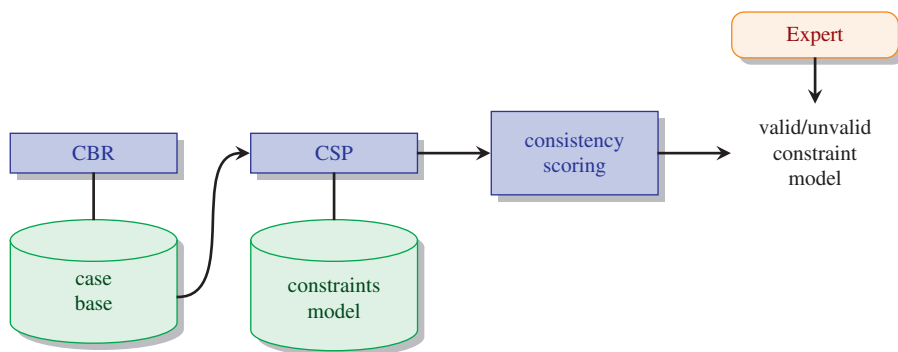 Expert
CBR
CSP
consistency
scoring
valid/unvalid
constraint
model
case
base
constraints
model